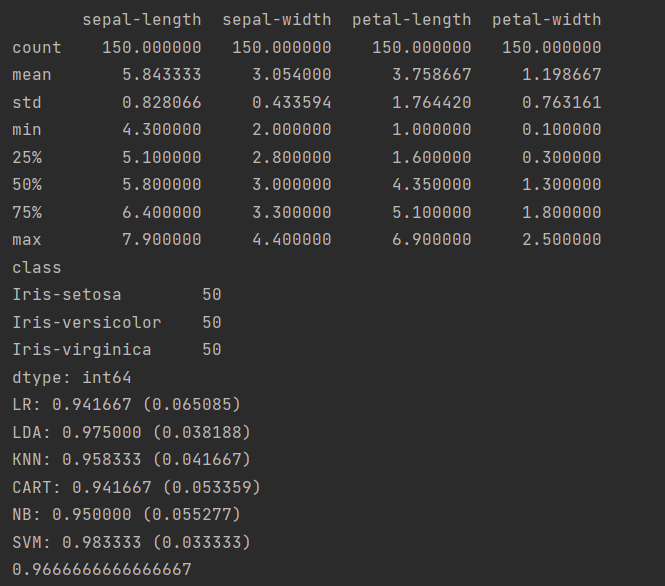 sepal-length  sepal-width  petal-length  petal-width
count    150.000000   150.000000    150.000000   150.000000
mean       5.843333     3.054000      3.758667     1.198667
std        0.828066     0.433594      1.764420     0.763161
min        4.300000     2.000000      1.000000     0.100000
25%        5.100000     2.800000      1.600000     0.300000
50%        5.800000     3.000000      4.350000     1.300000
75%        6.400000     3.300000      5.100000     1.800000
max        7.900000     4.400000      6.900000     2.500000
class
Iris-setosa        50
Iris-versicolor    50
Iris-virginica     50
dtype: int64
LR: 0.941667 (0.065085)
LDA: 0.975000 (0.038188)
KNN: 0.958333 (0.041667)
CART: 0.941667 (0.053359)
NB: 0.950000 (0.055277)
SVM: 0.983333 (0.033333)
0.9666666666666667